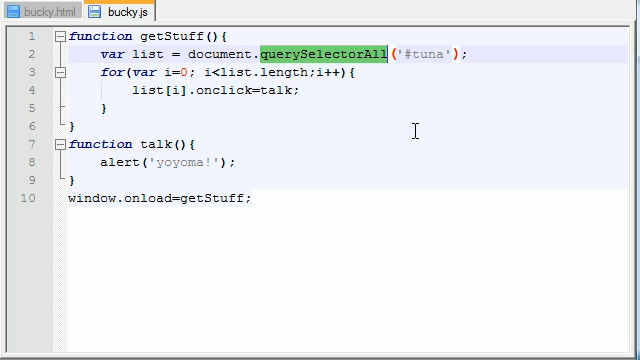 bucky.html bucky.js
1 function getStuff(){
2 var list = document.querySelectorAll('#tuna');
3 for(var i=0; i<list.length;i++){
4 list[i].onclick=talk;
5 }
6 }
7 function talk(){
8 alert('yoyoma!');
9 }
10 window.onload=getStuff;